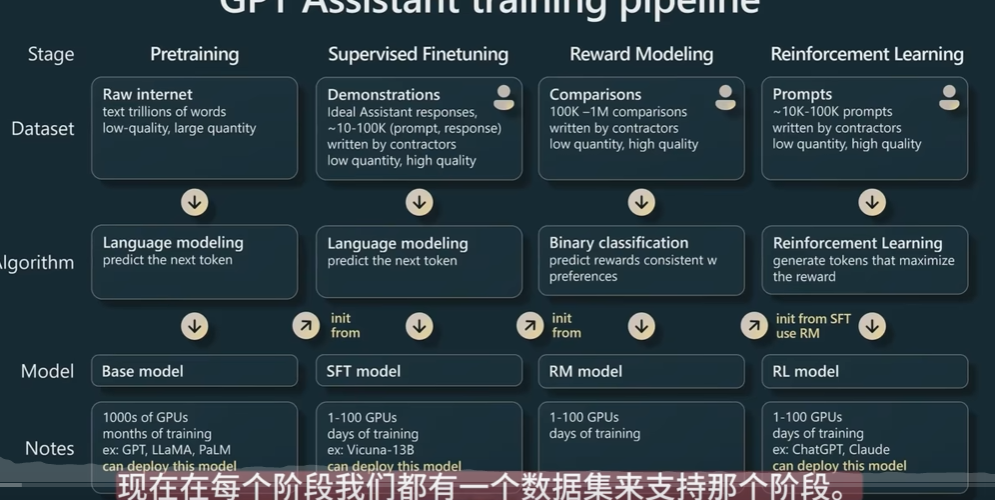 GPT Assistant training pipeline
Stage
Pretraining
Supervised Finetuning
Reward Modeling
Reinforcement Learning
Dataset
Raw internet
text trillions of words
low-quality, large quantity
Demonstrations
Ideal Assistant responses,
~10-100K (prompt, response)
written by contractors
low quantity, high quality
Comparisons
100K –1M comparisons
written by contractors
low quantity, high quality
Prompts
~10K-100K prompts
written by contractors
low quantity, high quality
Algorithm
Language modeling
predict the next token
Language modeling
predict the next token
Binary classification
predict rewards consistent w
preferences
Reinforcement Learning
generate tokens that maximize
the reward
init
from
init
from
init from SFT
use RM
Model
Base model
SFT model
RM model
RL model
Notes
1000s of GPUs
months of training
ex: GPT, LLaMA, PaLM
can deploy this model
1-100 GPUs
days of training
ex: Vicuna-13B
can deploy this model
1-100 GPUs
days of training
1-100 GPUs
days of training
ex: ChatGPT, Claude
can deploy this model
现在在每个阶段我们都有一个数据集来支持那个阶段。